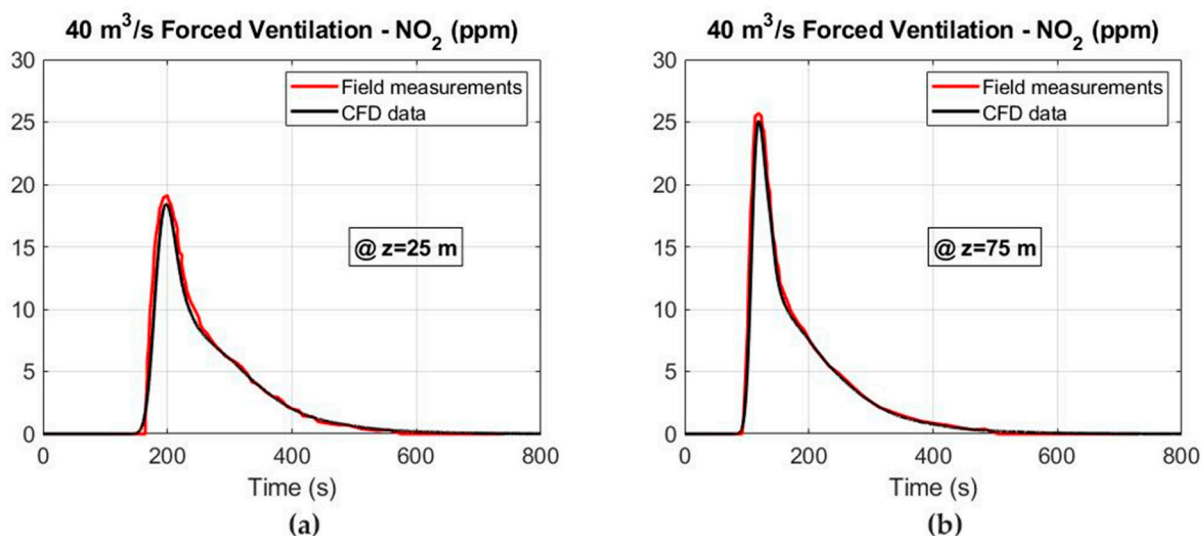 40 m³/s Forced Ventilation - NO₂ (ppm)
30
25
20
15
10
5
0
Field measurements
CFD data
@ z=25 m
0 200 400 600 800
Time (s)
(a)
40 m³/s Forced Ventilation - NO₂ (ppm)
30
25
20
15
10
5
0
Field measurements
CFD data
@ z=75 m
0 200 400 600 800
Time (s)
(b)